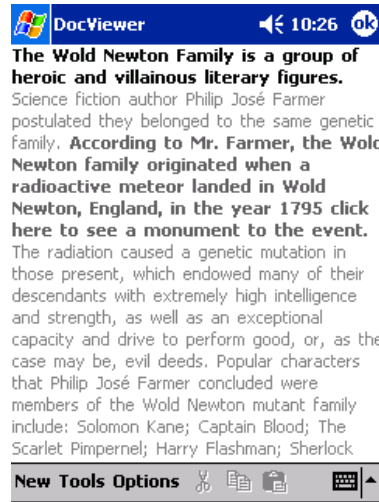 DocViewer 10:26 ok
The Wold Newton Family is a group of
heroic and villainous literary figures.
Science fiction author Philip José Farmer
postulated they belonged to the same genetic
family. According to Mr. Farmer, the Wold
Newton family originated when a
radioactive meteor landed in Wold
Newton, England, in the year 1795 click
here to see a monument to the event.
The radiation caused a genetic mutation in
those present, which endowed many of their
descendants with extremely high intelligence
and strength, as well as an exceptional
capacity and drive to perform good, or, as the
case may be, evil deeds. Popular characters
that Philip José Farmer concluded were
members of the Wold Newton mutant family
include: Solomon Kane; Captain Blood; The
Scarlet Pimpernel; Harry Flashman; Sherlock
New Tools Options